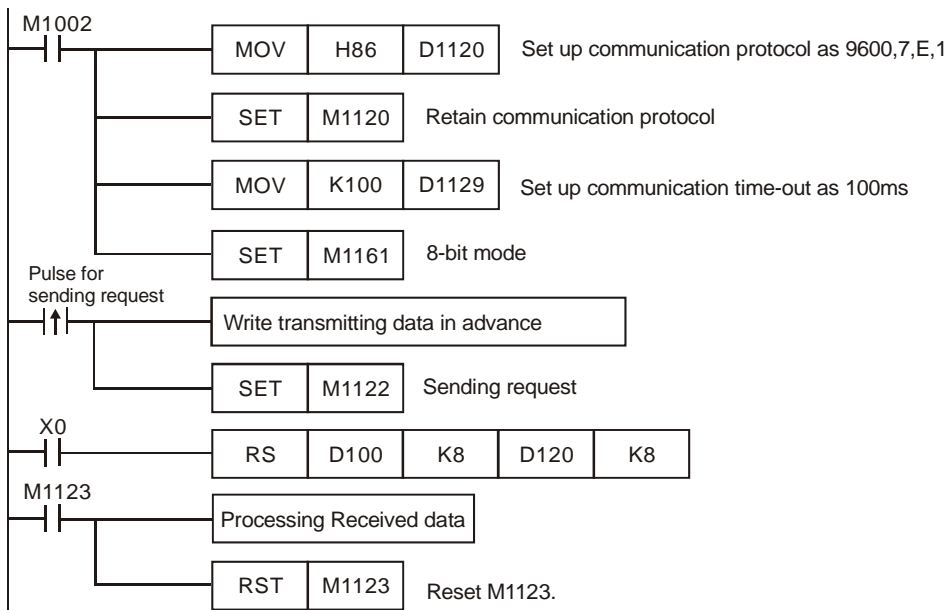 M1002
MOV H86 D1120 Set up communication protocol as 9600,7,E,1
SET M1120 Retain communication protocol
MOV K100 D1129 Set up communication time-out as 100ms
SET M1161 8-bit mode
Pulse for
sending request
Write transmitting data in advance
SET M1122 Sending request
X0
RS D100 K8 D120 K8
M1123
Processing Received data
RST M1123 Reset M1123.